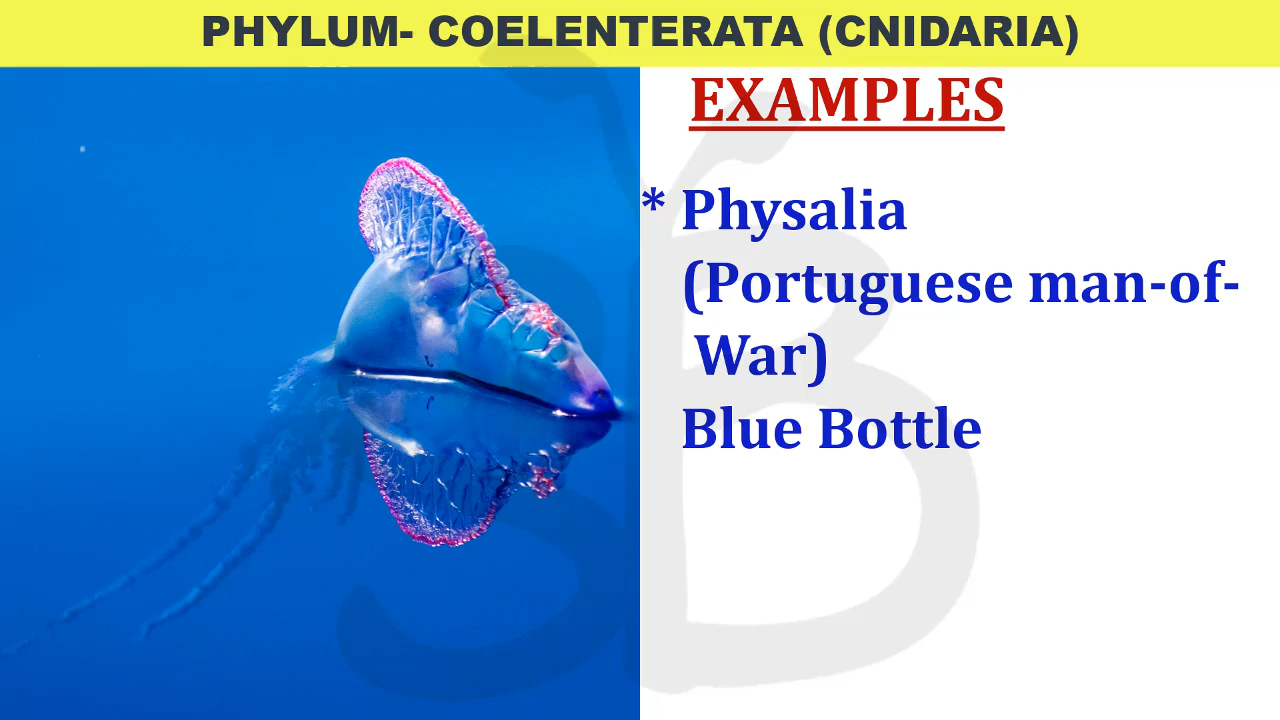 PHYLUM- COELENTERATA (CNIDARIA)
EXAMPLES
* Physalia
(Portuguese man-of-
War)
Blue Bottle